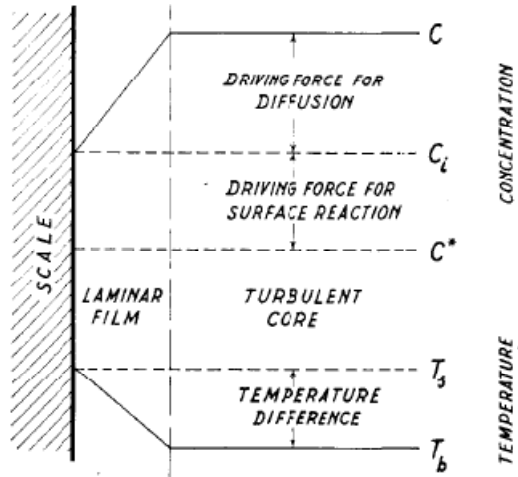 C
DRIVING FORCE FOR
DIFFUSION
C_i
DRIVING FORCE FOR
SURFACE REACTION
C*
LAMINAR
FILM
TURBULENT
CORE
T_s
TEMPERATURE
DIFFERENCE
T_b
SCALE
CONCENTRATION
TEMPERATURE